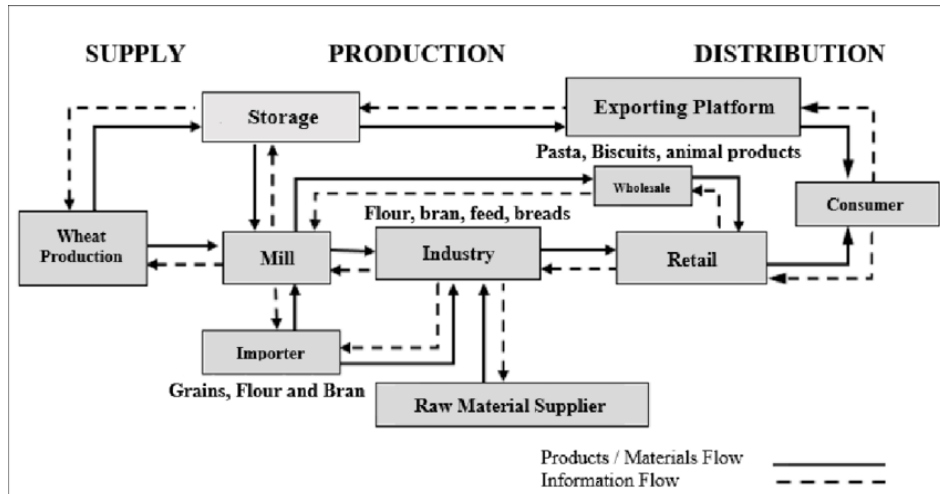 SUPPLY
PRODUCTION
DISTRIBUTION
Storage
Exporting Platform
Pasta, Biscuits, animal products
Wholesale
Consumer
Flour, bran, feed, breads
Wheat
Production
Mill
Industry
Retail
Importer
Grains, Flour and Bran
Raw Material Supplier
Products / Materials Flow
Information Flow